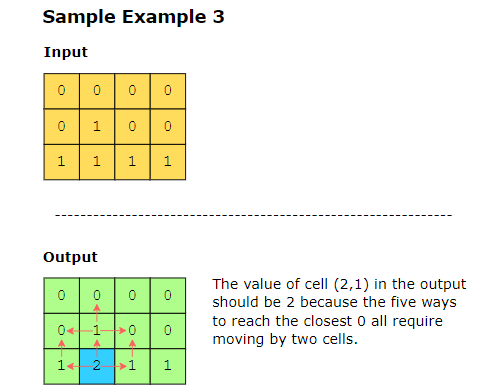 Sample Example 3
Input
0 0 0 0
0 1 0 0
1 1 1 1
Output
0 0 0 0
0 1 0 0
1 2 1 1
The value of cell (2,1) in the output
should be 2 because the five ways
to reach the closest 0 all require
moving by two cells.